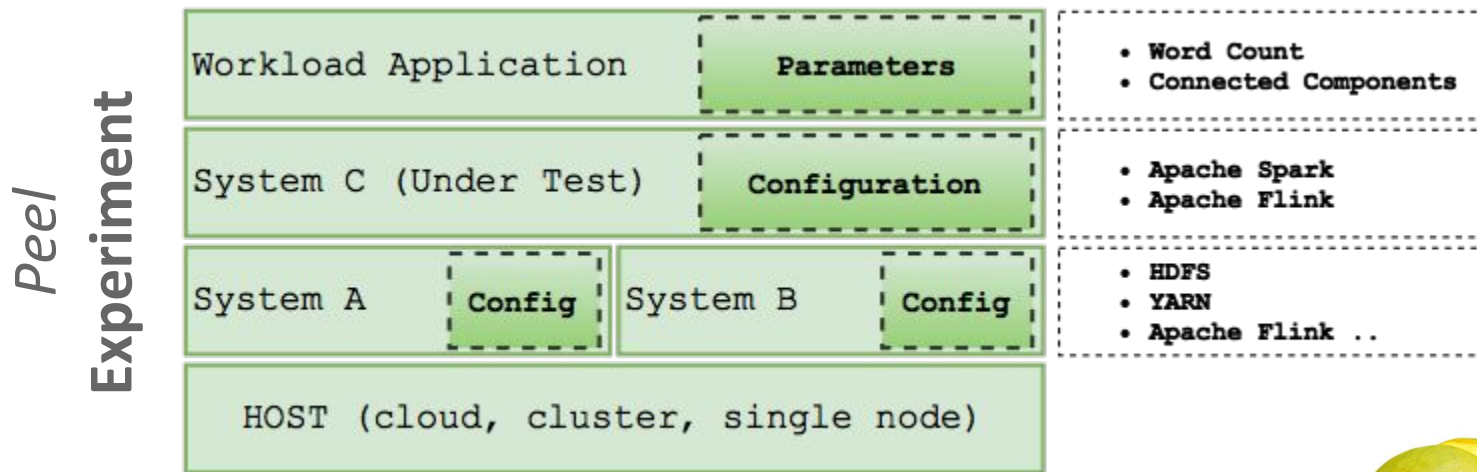 Peel
Experiment
Workload Application
Parameters
• Word Count
• Connected Components
System C (Under Test)
Configuration
• Apache Spark
• Apache Flink
System A
Config
System B
Config
• HDFS
• YARN
• Apache Flink ..
HOST (cloud, cluster, single node)